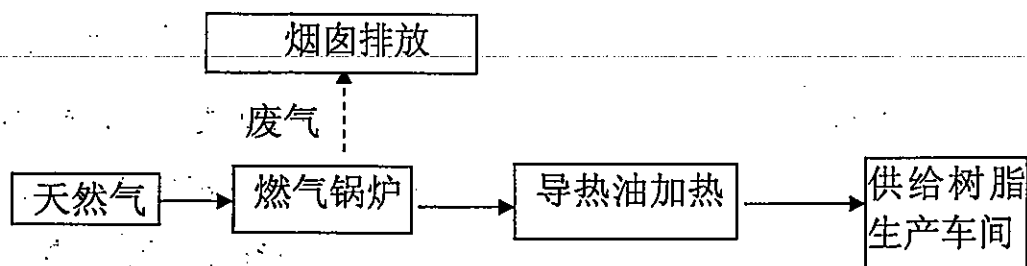 烟囱排放
废气
天然气
燃气锅炉
导热油加热
供给树脂
生产车间